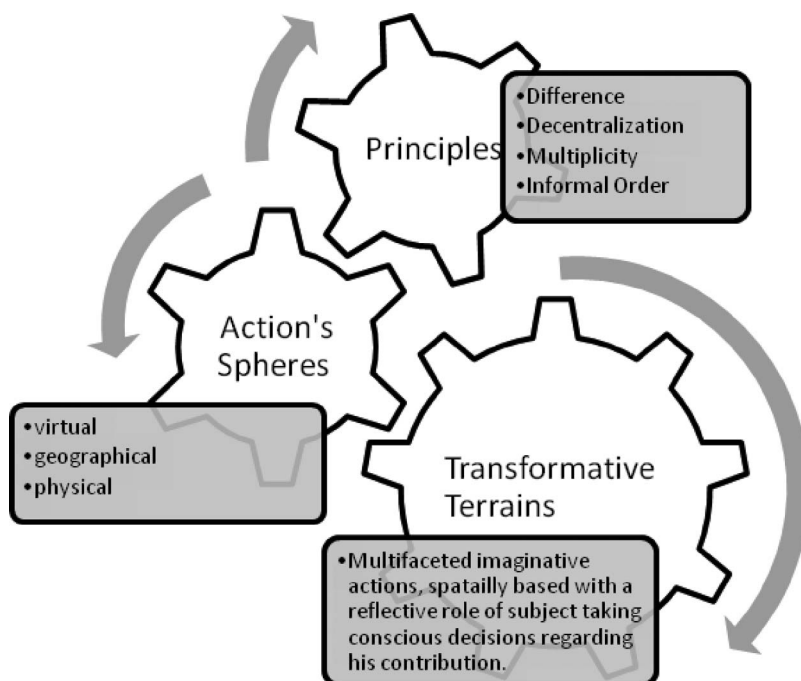 Principles
•Difference
•Decentralization
•Multiplicity
•Informal Order
Action's
Spheres
•virtual
•geographical
•physical
Transformative
Terrains
•Multifaceted imaginative
actions, spatailly based with a
reflective role of subject taking
conscious decisions regarding
his contribution.